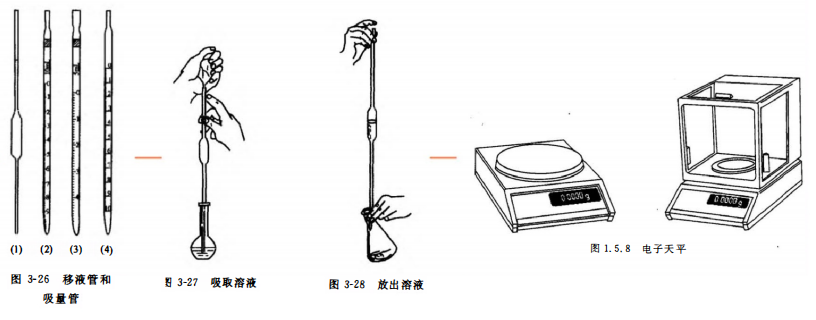 (1) (2) (3) (4)
图 3-26 移液管和
吸量管
图 3-27 吸取溶液
图 3-28 放出溶液
0.0000 g
0.0000 g
图 1.5.8 电子天平